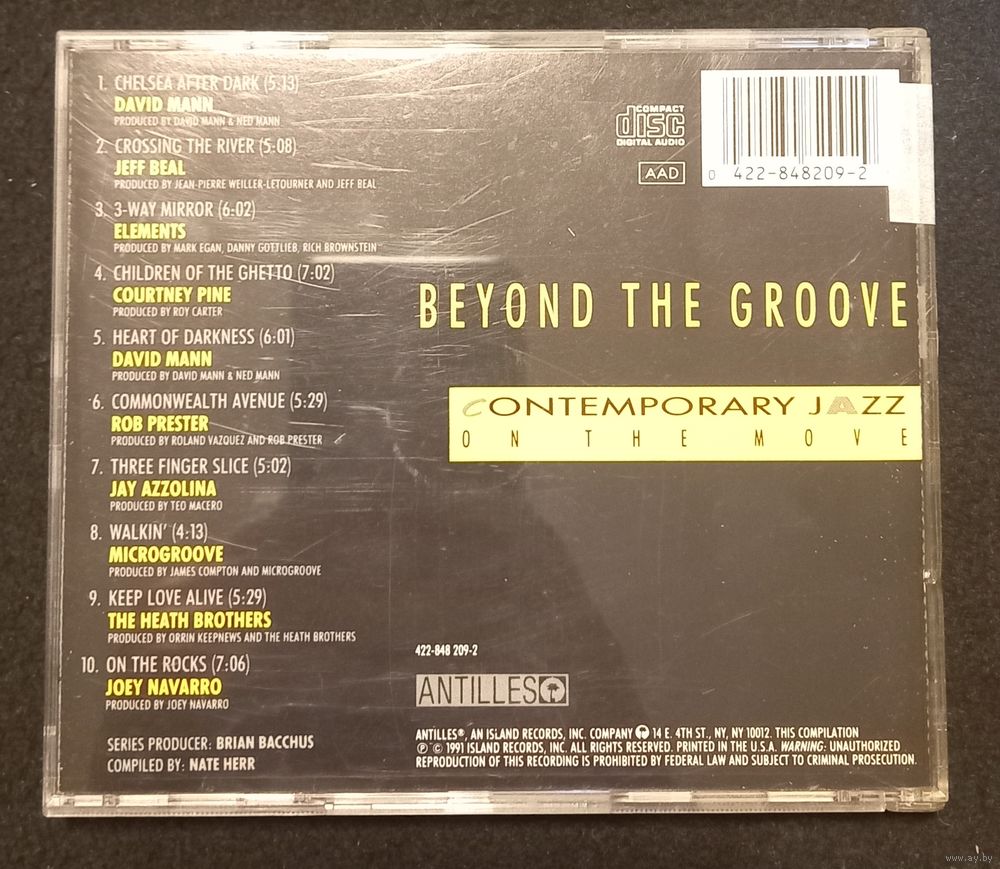 1. CHELSEA AFTER DARK (5:13)
DAVID MANN
PRODUCED BY DAVID MANN & NED MANN
2. CROSSING THE RIVER (5:08)
JEFF BEAL
PRODUCED BY JEAN-PIERRE WEILLER-LETOURNER AND JEFF BEAL
3. 3-WAY MIRROR (6:02)
ELEMENTS
PRODUCED BY MARK EGAN, DANNY GOTTLIEB, RICH BROWNSTEIN
4. CHILDREN OF THE GHETTO (7:02)
COURTNEY PINE
PRODUCED BY ROY CARTER
5. HEART OF DARKNESS (6:01)
DAVID MANN
PRODUCED BY DAVID MANN & NED MANN
6. COMMONWEALTH AVENUE (5:29)
ROB PRESTER
PRODUCED BY ROLAND VAZQUEZ AND ROB PRESTER
7. THREE FINGER SLICE (5:02)
JAY AZZOLINA
PRODUCED BY TEO MACERO
8. WALKIN' (4:13)
MICROGROOVE
PRODUCED BY JAMES COMPTON AND MICROGROOVE
9. KEEP LOVE ALIVE (5:29)
THE HEATH BROTHERS
PRODUCED BY ORRIN KEEPNEWS AND THE HEATH BROTHERS
10. ON THE ROCKS (7:06)
JOEY NAVARRO
PRODUCED BY JOEY NAVARRO
SERIES PRODUCER: BRIAN BACCHUS
COMPILED BY: NATE HERR
COMPACT
disc
DIGITAL AUDIO
AAD
0 422-848209-2
BEYOND THE GROOVE
CONTEMPORARY JAZZ
ON THE MOVE
422-848 209-2
ANTILLES
ANTILLES®, AN ISLAND RECORDS, INC. COMPANY 14 E. 4TH ST., NY, NY 10012. THIS COMPILATION
℗ © 1991 ISLAND RECORDS, INC. ALL RIGHTS RESERVED. PRINTED IN THE U.S.A. WARNING: UNAUTHORIZED
REPRODUCTION OF THIS RECORDING IS PROHIBITED BY FEDERAL LAW AND SUBJECT TO CRIMINAL PROSECUTION.
www.ay.by